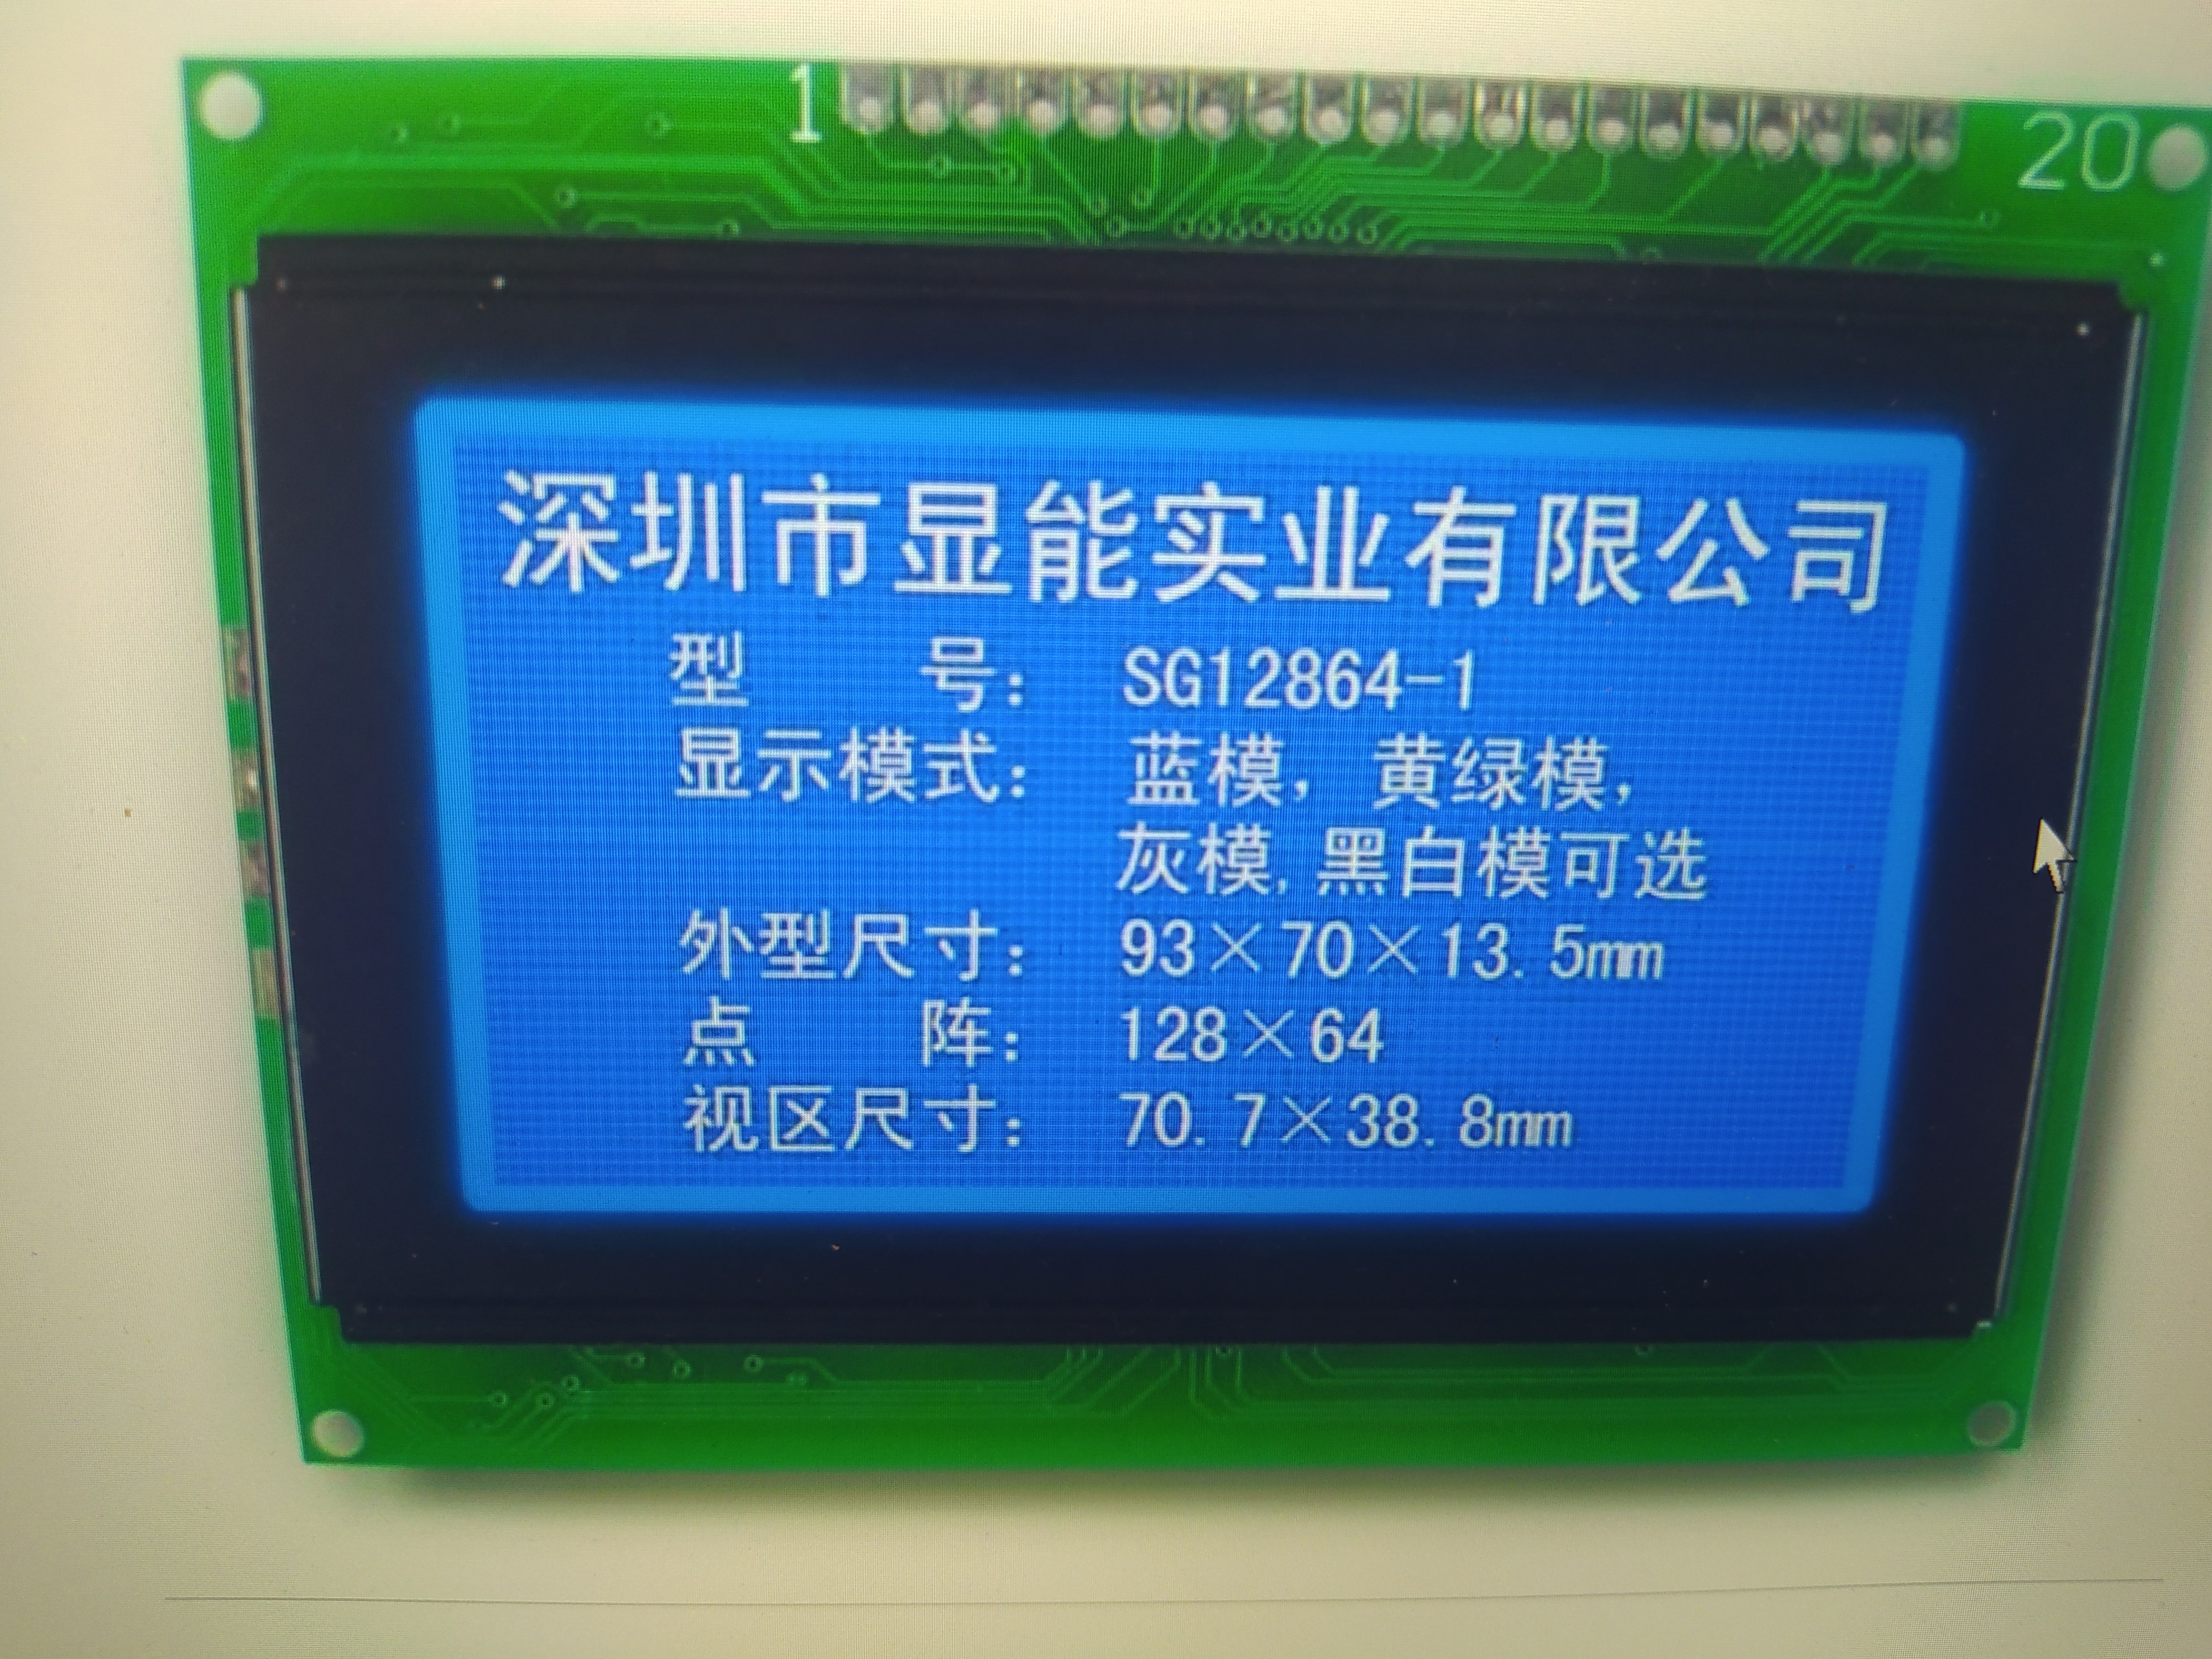 1 20
深圳市显能实业有限公司
型 号: SG12864-1
显示模式: 蓝模, 黄绿模,
灰模,黑白模可选
外型尺寸: 93×70×13.5mm
点 阵: 128×64
视区尺寸: 70.7×38.8mm